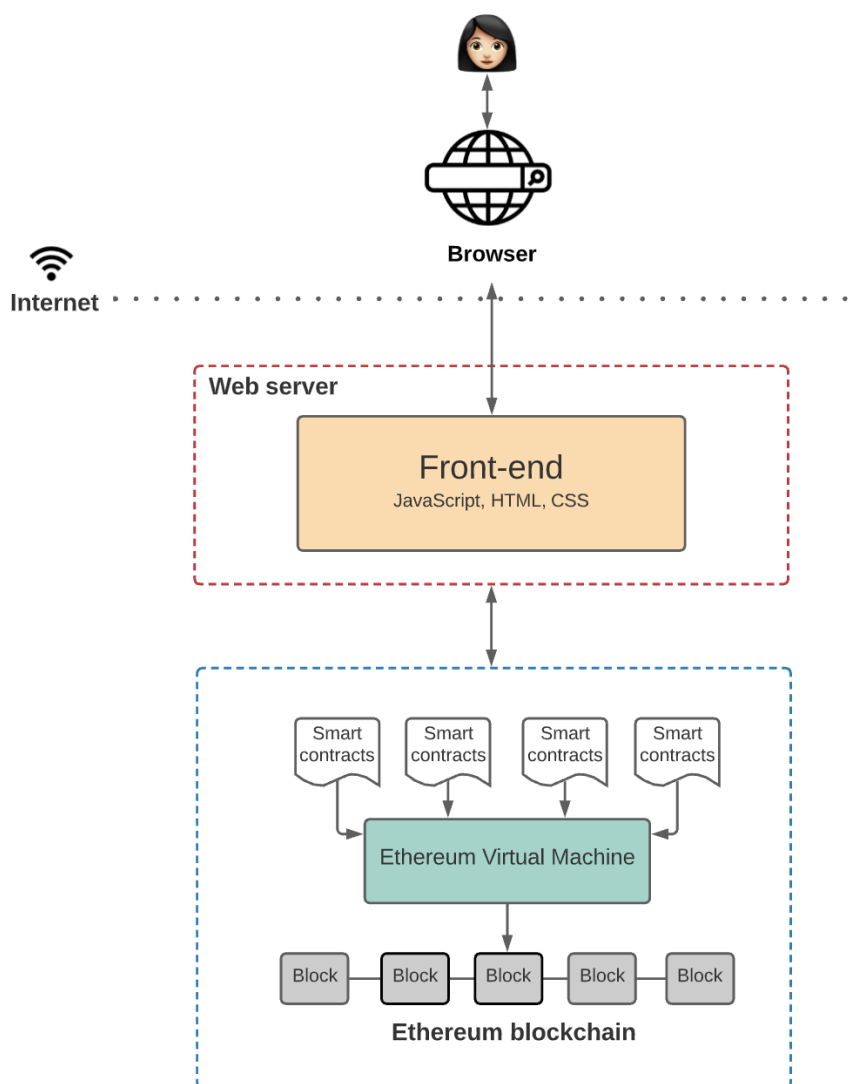 Browser
Internet
Web server
Front-end
JavaScript, HTML, CSS
Smart
contracts
Smart
contracts
Smart
contracts
Smart
contracts
Ethereum Virtual Machine
Block
Block
Block
Block
Block
Ethereum blockchain